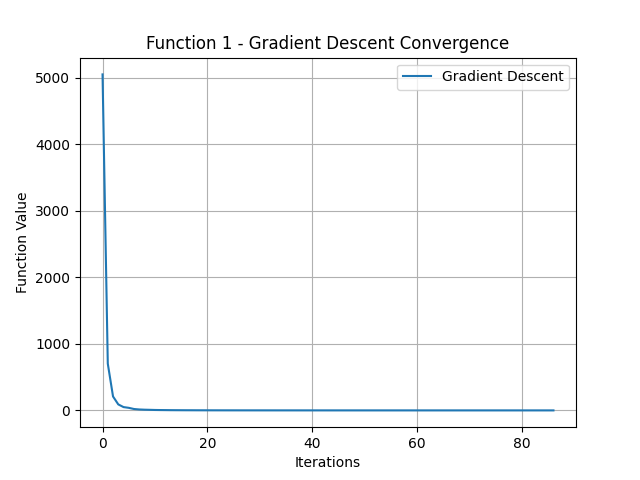 Function 1 - Gradient Descent Convergence
Gradient Descent
5000
4000
3000
2000
1000
0
Function Value
0 20 40 60 80
Iterations